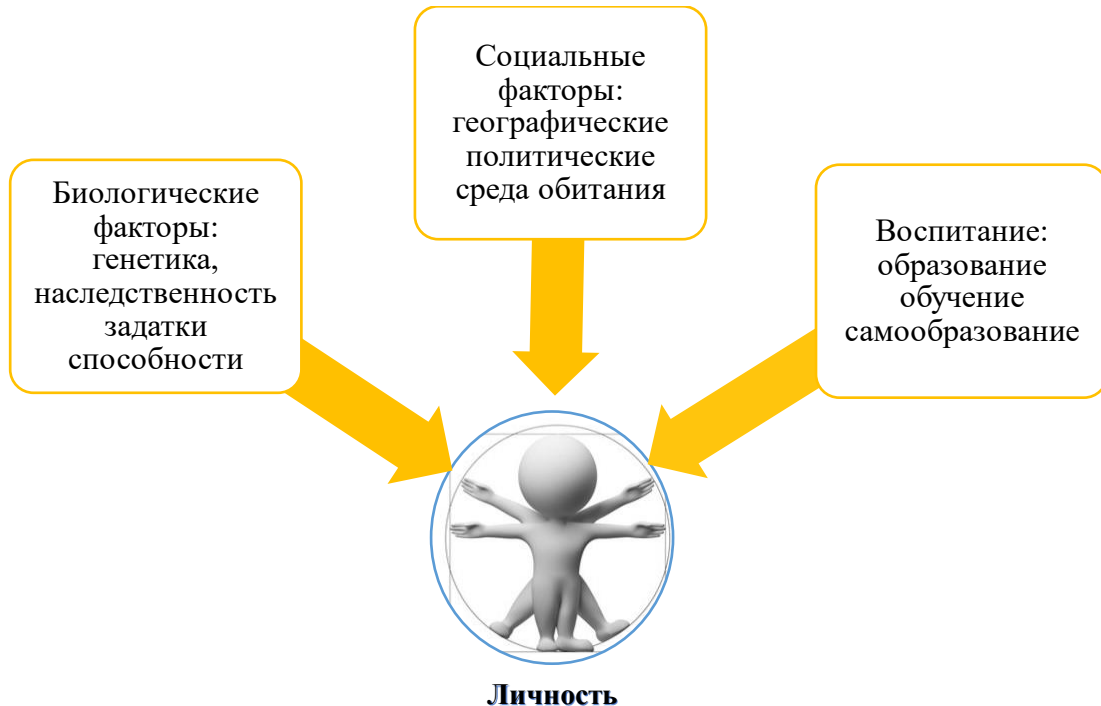 Биологические
факторы:
генетика,
наследственность
задатки
способности
Социальные
факторы:
географические
политические
среда обитания
Воспитание:
образование
обучение
самообразование
Личность